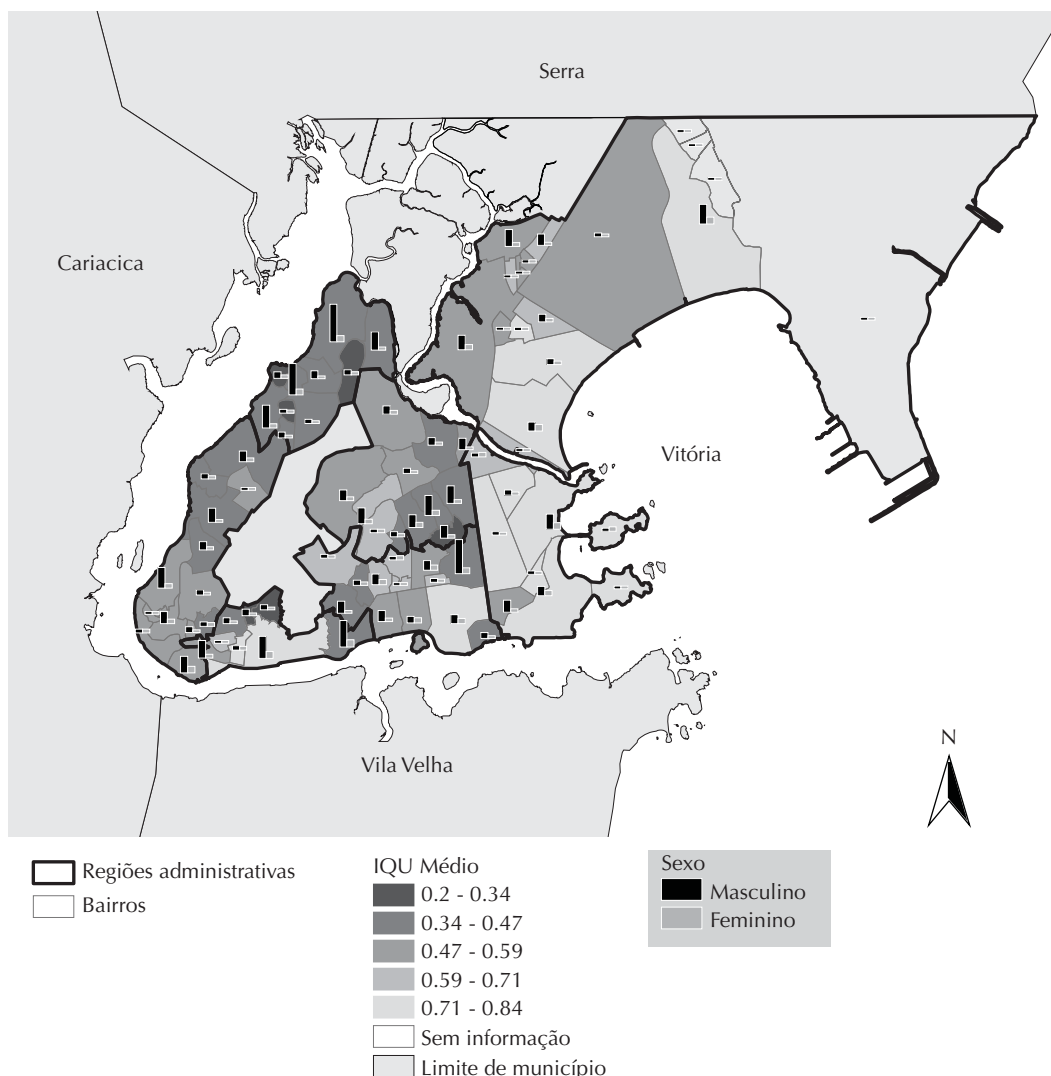 Serra
Cariacica
Vitória
Vila Velha
N
Regiões administrativas
Bairros
IQU Médio
0.2 - 0.34
0.34 - 0.47
0.47 - 0.59
0.59 - 0.71
0.71 - 0.84
Sem informação
Limite de município
Sexo
Masculino
Feminino